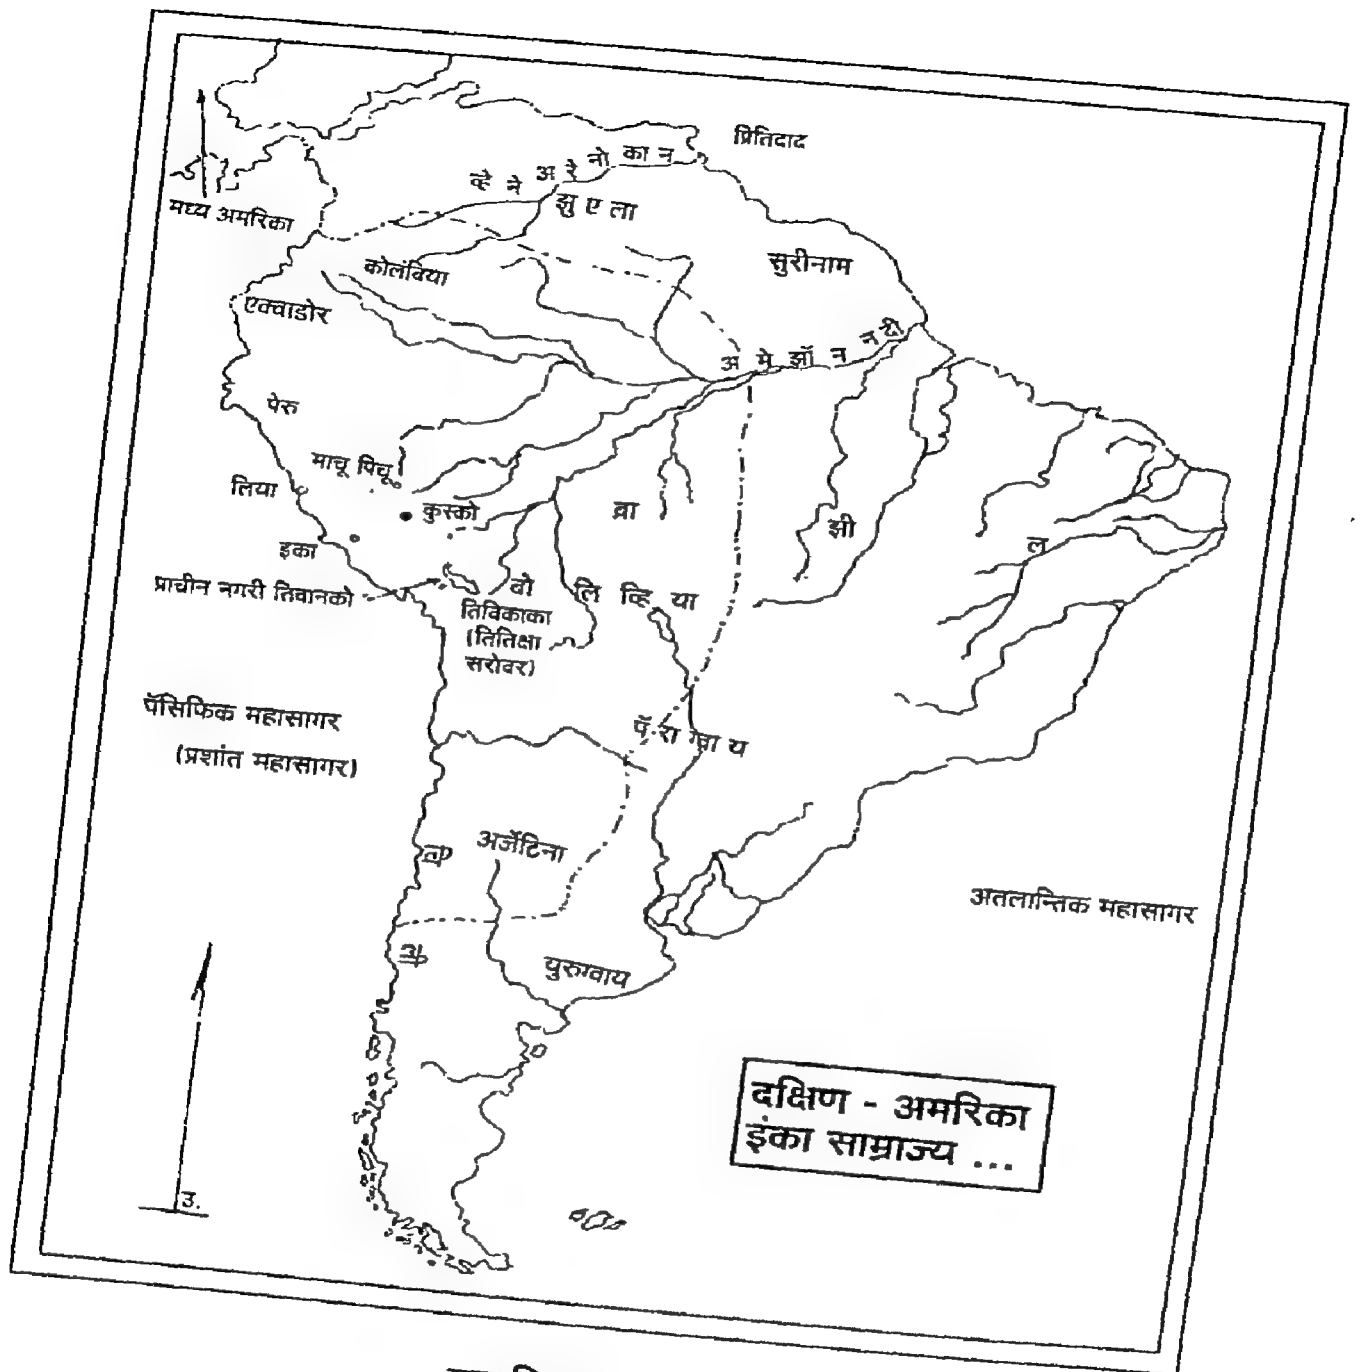 प्रितिदाद
व्हे ने अ रै नो का न
झु ए ला
मध्य अमरिका
सुरीनाम
कोलंबिया
एक्वाडोर
अ मे झॉ न न दी
पेरु
माचू पिचू
लिया
कुस्को
ब्रा
झी
ल
इका
प्राचीन नगरी तिवानको
बो लि व्हि या
तिविकाका
(तितिक्षा
सरोवर)
पॅसिफिक महासागर
(प्रशांत महासागर)
पॅ रा ग्वा य
अर्जेंटिना
अतलान्तिक महासागर
युरुग्वाय
दक्षिण - अमरिका
इंका साम्राज्य ...
उ.